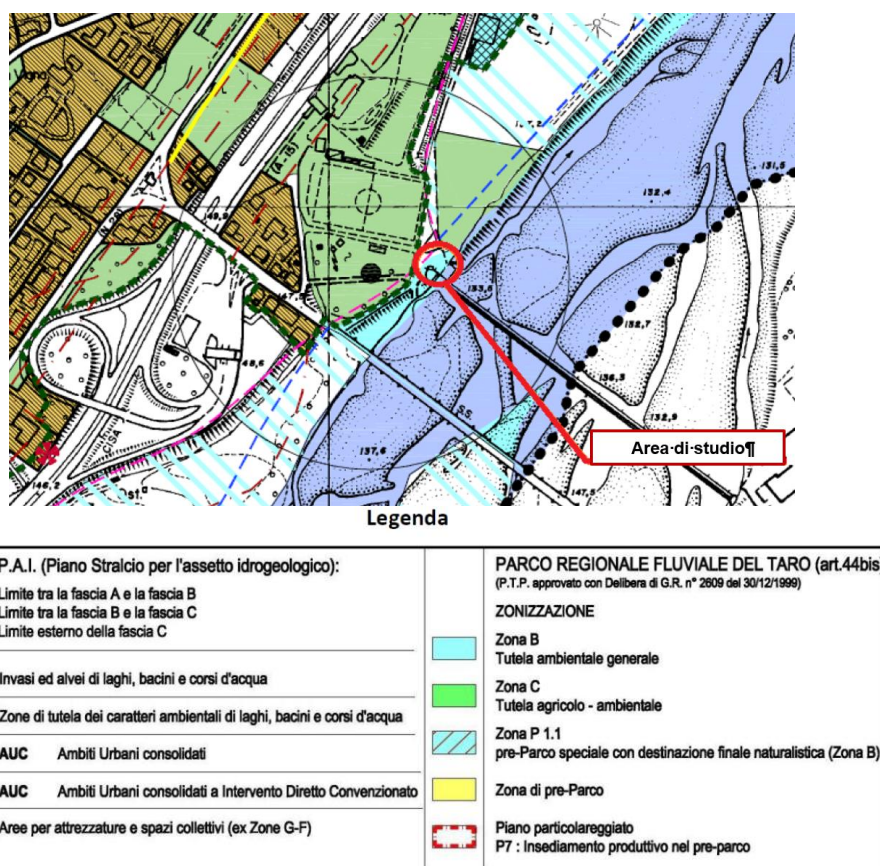 (A-15)
132,4
131,5
133,6
132,7
136,3
132,9
137,6
SS.
147,5
146,2
CISA
Area·di·studio¶
Legenda
P.A.I. (Piano Stralcio per l'assetto idrogeologico):
Limite tra la fascia A e la fascia B
Limite tra la fascia B e la fascia C
Limite esterno della fascia C
Invasi ed alvei di laghi, bacini e corsi d'acqua
Zone di tutela dei caratteri ambientali di laghi, bacini e corsi d'acqua
AUC Ambiti Urbani consolidati
AUC Ambiti Urbani consolidati a Intervento Diretto Convenzionato
Aree per attrezzature e spazi collettivi (ex Zone G-F)
PARCO REGIONALE FLUVIALE DEL TARO (art.44bis)
(P.T.P. approvato con Delibera di G.R. n° 2609 del 30/12/1999)
ZONIZZAZIONE
Zona B
Tutela ambientale generale
Zona C
Tutela agricolo - ambientale
Zona P 1.1
pre-Parco speciale con destinazione finale naturalistica (Zona B)
Zona di pre-Parco
Piano particolareggiato
P7 : Insediamento produttivo nel pre-parco